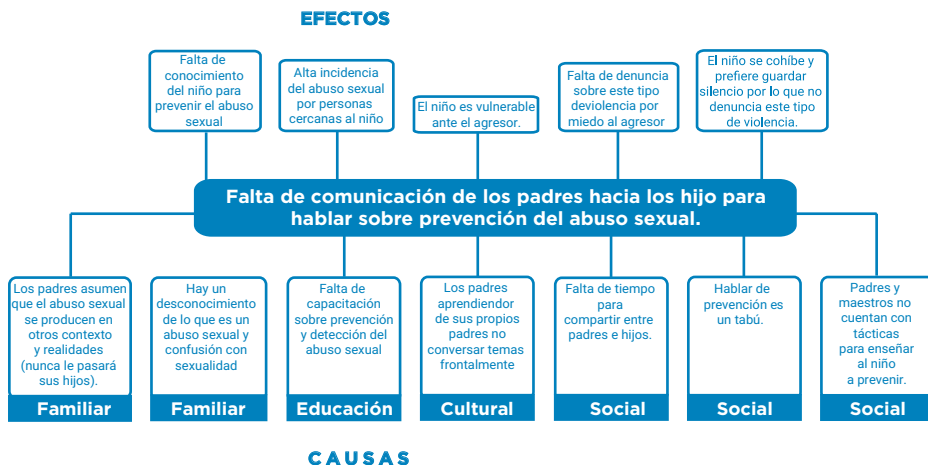 EFECTOS
Falta de
conocimiento
del niño para
prevenir el abuso
sexual
Alta incidencia
del abuso sexual
por personas
cercanas al niño
El niño es vulnerable
ante el agresor.
Falta de denuncia
sobre este tipo
deviolencia por
miedo al agresor
El niño se cohíbe y
prefiere guardar
silencio por lo que no
denuncia este tipo
de violencia.
Falta de comunicación de los padres hacia los hijo para
hablar sobre prevención del abuso sexual.
Los padres asumen
que el abuso sexual
se producen en
otros contexto
y realidades
(nunca le pasará
sus hijos).
Familiar
Hay un
desconocimiento
de lo que es un
abuso sexual y
confusión con
sexualidad
Familiar
Falta de
capacitación
sobre prevención
y detección del
abuso sexual
Educación
Los padres
aprendiendor
de sus propios
padres no
conversar temas
frontalmente
Cultural
Falta de tiempo
para
compartir entre
padres e hijos.
Social
Hablar de
prevención es
un tabú.
Social
Padres y
maestros no
cuentan con
tácticas
para enseñar
al niño
a prevenir.
Social
CAUSAS